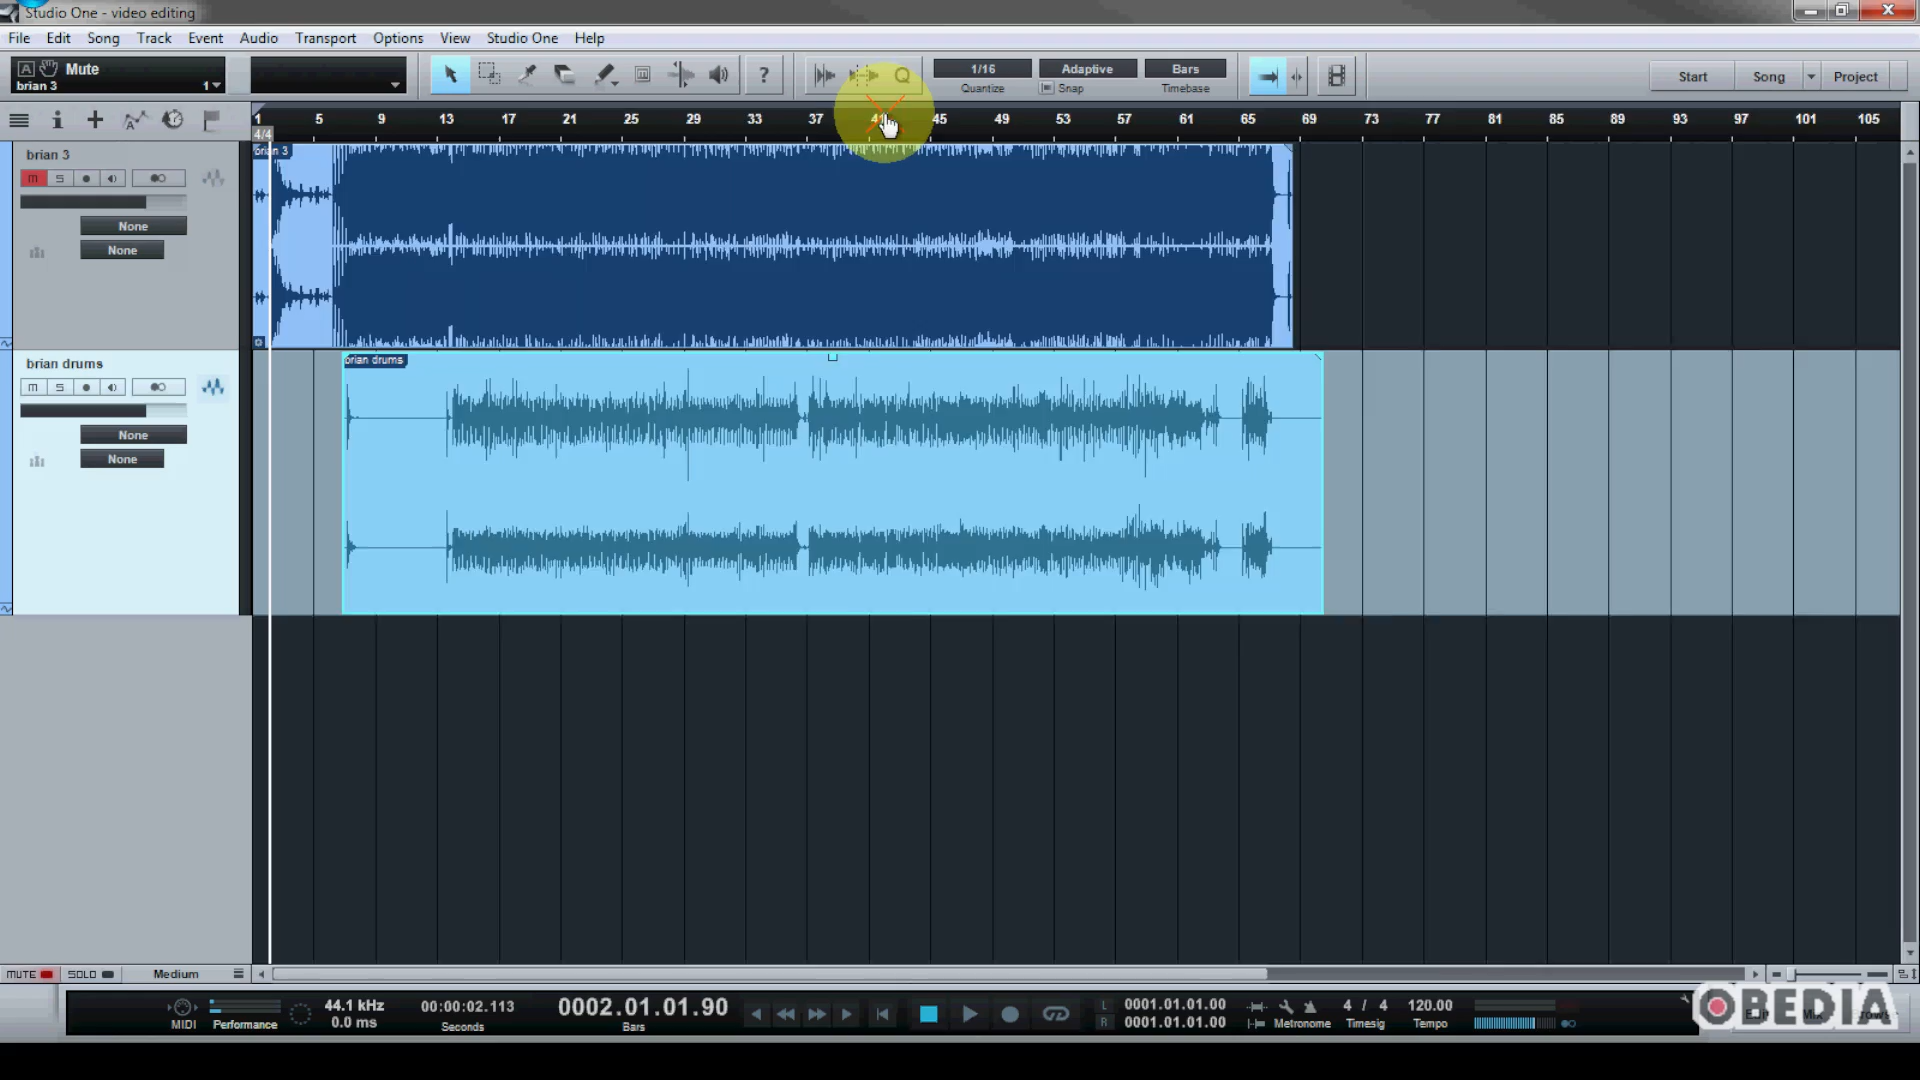 Studio One - video editing
File Edit Song Track Event Audio Transport Options View Studio One Help
A Mute
brian 3 1
? Q 1/16 Adaptive Bars
Quantize Snap Timebase
Start Song Project
1 5 9 13 17 21 25 29 33 37 41 45 49 53 57 61 65 69 73 77 81 85 89 93 97 101 105
4/4
brian 3
brian 3
m S
None
None
brian drums
brian drums
m S
None
None
MUTE SOLO Medium
MIDI Performance
44.1 kHz
0.0 ms
00:00:02.113
Seconds
0002.01.01.90
Bars
L 0001.01.01.00
R 0001.01.01.00
Metronome
4 / 4
Timesig
120.00
Tempo
OBEDIA